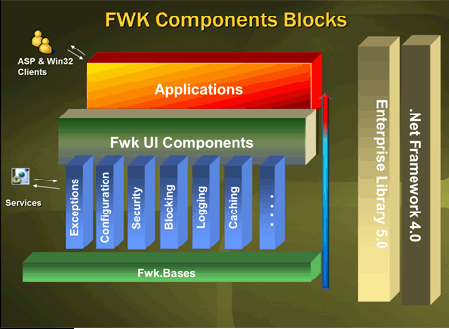 FWK Components Blocks
ASP & Win32
Clients
Applications
Fwk UI Components
Services
Exceptions
Configuration
Security
Blocking
Logging
Caching
. . . . .
Fwk.Bases
Enterprise Library 5.0
.Net Framework 4.0